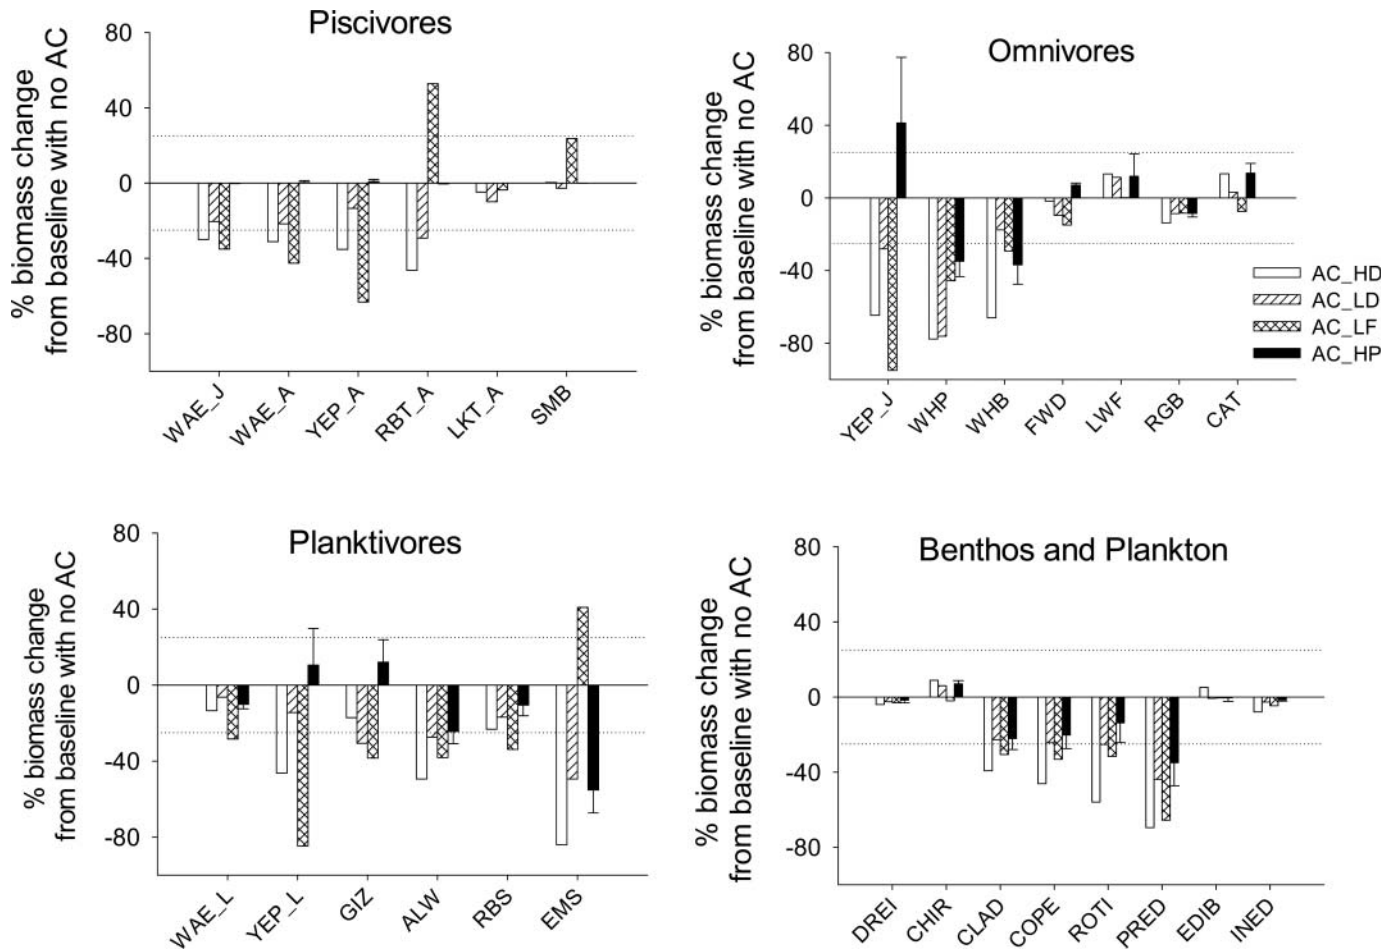 Piscivores
% biomass change
from baseline with no AC
80
40
0
-40
-80
WAE_J
WAE_A
YEP_A
RBT_A
LKT_A
SMB
Omnivores
% biomass change
from baseline with no AC
80
40
0
-40
-80
YEP_J
WHP
WHB
FWD
LWF
RGB
CAT
AC_HD
AC_LD
AC_LF
AC_HP
Planktivores
% biomass change
from baseline with no AC
80
40
0
-40
-80
WAE_L
YEP_L
GIZ
ALW
RBS
EMS
Benthos and Plankton
% biomass change
from baseline with no AC
80
40
0
-40
-80
DREI
CHIR
CLAD
COPE
ROTI
PRED
EDIB
INED